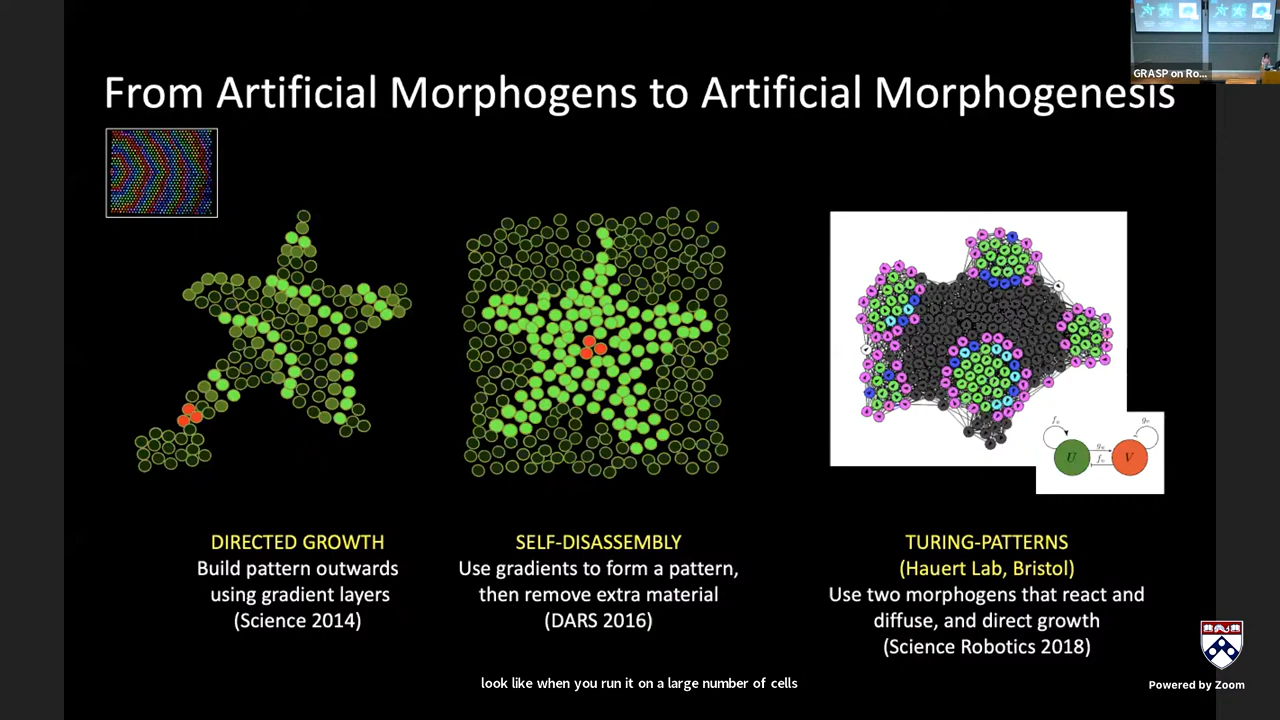 GRASP on Ro...
From Artificial Morphogens to Artificial Morphogenesis
DIRECTED GROWTH
Build pattern outwards
using gradient layers
(Science 2014)
SELF-DISASSEMBLY
Use gradients to form a pattern,
then remove extra material
(DARS 2016)
U
V
TURING-PATTERNS
(Hauert Lab, Bristol)
Use two morphogens that react and
diffuse, and direct growth
(Science Robotics 2018)
look like when you run it on a large number of cells
Powered by Zoom